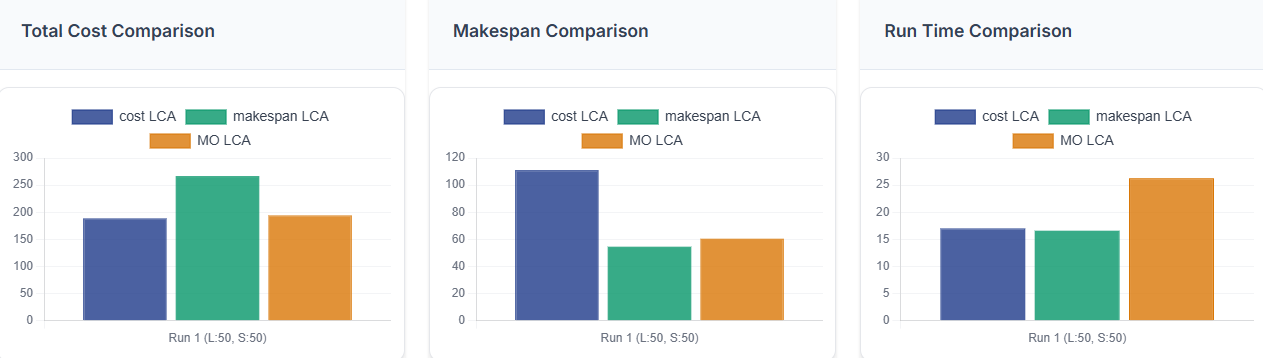 Total Cost Comparison
cost LCA makespan LCA
MO LCA
300
250
200
150
100
50
0
Run 1 (L:50, S:50)
Makespan Comparison
cost LCA makespan LCA
MO LCA
120
100
80
60
40
20
0
Run 1 (L:50, S:50)
Run Time Comparison
cost LCA makespan LCA
MO LCA
30
25
20
15
10
5
0
Run 1 (L:50, S:50)